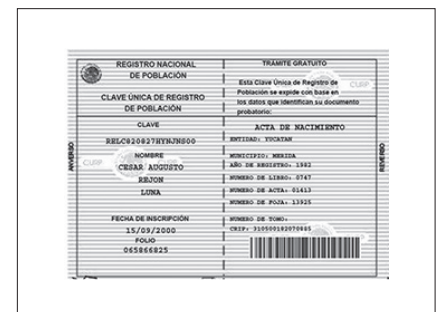 REGISTRO NACIONAL
DE POBLACIÓN
CLAVE ÚNICA DE REGISTRO
DE POBLACIÓN
CLAVE
RELC820827HYNJNS00
NOMBRE
CESAR AUGUSTO
REJON
LUNA
FECHA DE INSCRIPCIÓN
15/09/2000
FOLIO
065866825
ANVERSO
TRÁMITE GRATUITO
Esta Clave Única de Registro de
Población se expide con base en
los datos que identifican su documento
probatorio:
ACTA DE NACIMIENTO
ENTIDAD: YUCATAN
MUNICIPIO: MERIDA
AÑO DE REGISTRO: 1982
NUMERO DE LIBRO: 0747
NUMERO DE ACTA: 01413
NUMERO DE FOJA: 13925
NUMERO DE TOMO:
CRIP:
REVERSO
CURP
CURP